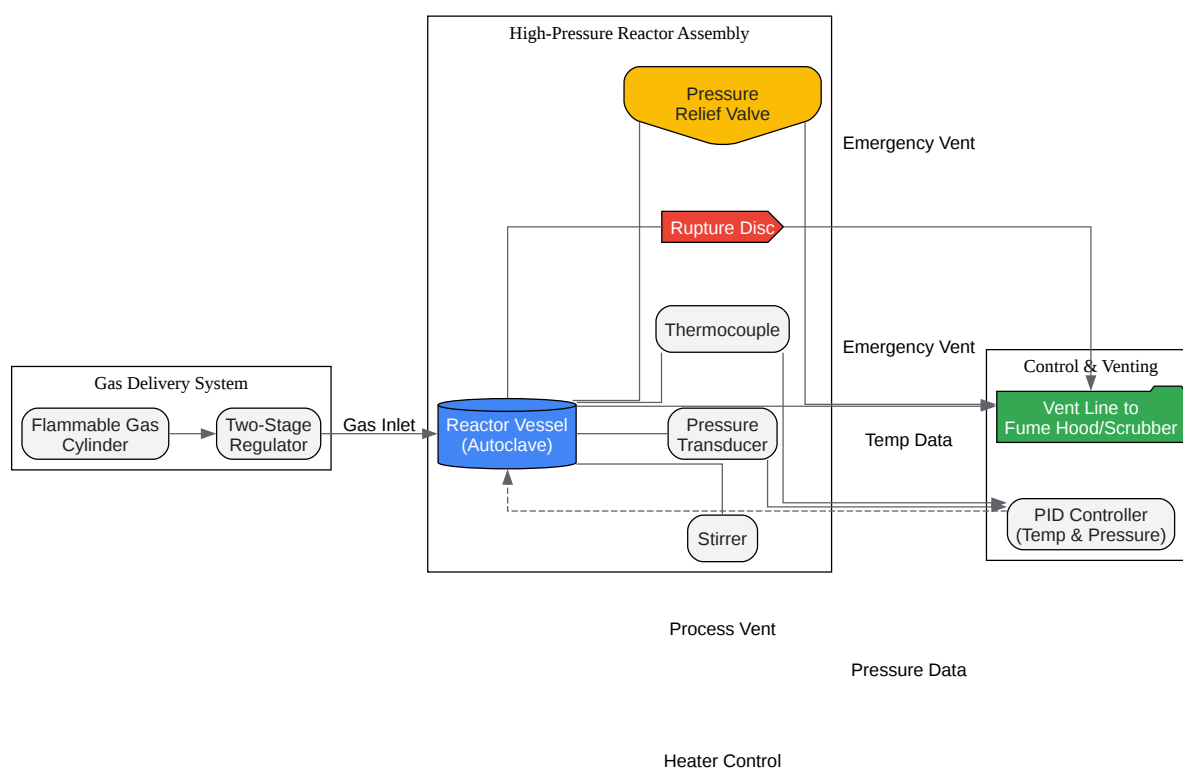 High-Pressure Reactor Assembly
Pressure
Relief Valve
Emergency Vent
Rupture Disc
Thermocouple
Emergency Vent
Control & Venting
Gas Delivery System
Flammable Gas
Cylinder
Two-Stage
Regulator
Gas Inlet
Reactor Vessel
(Autoclave)
Pressure
Transducer
Temp Data
Vent Line to
Fume Hood/Scrubber
Stirrer
PID Controller
(Temp & Pressure)
Process Vent
Pressure Data
Heater Control